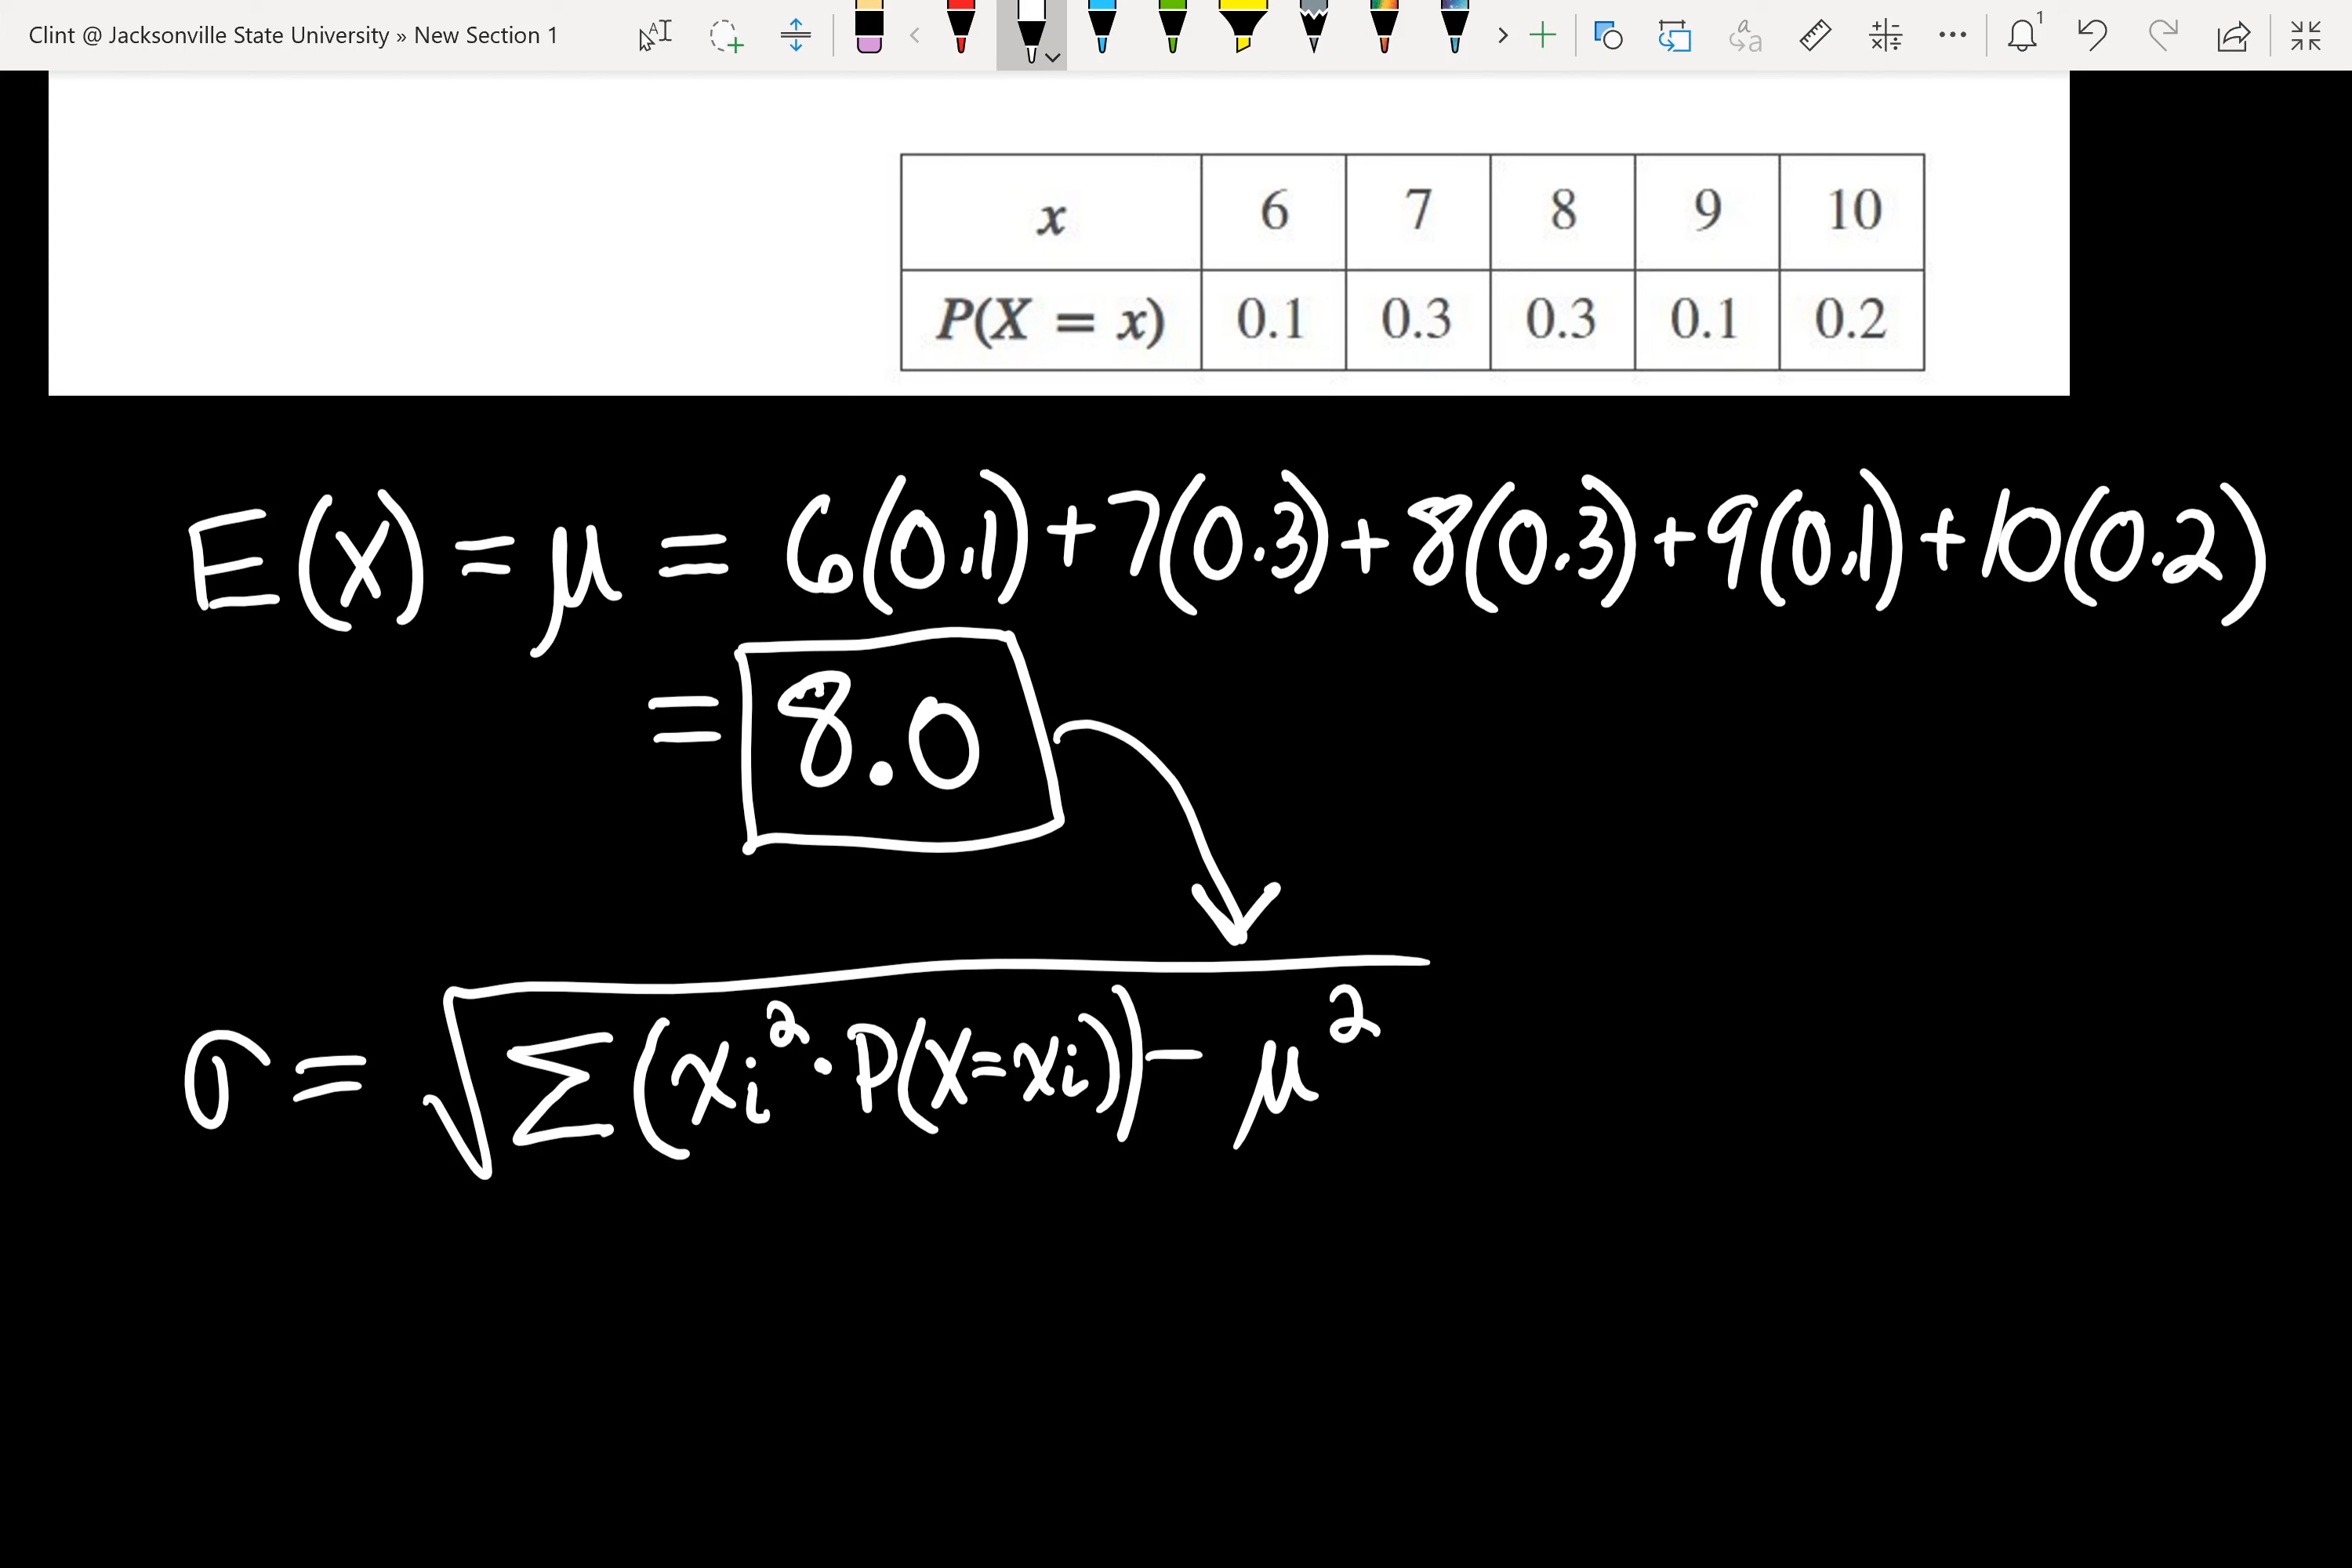 Clint @ Jacksonville State University » New Section 1
x 6 7 8 9 10
P(X = x) 0.1 0.3 0.3 0.1 0.2
E(x) = μ = 6(0.1) + 7(0.3) + 8(0.3) + 9(0.1) + 10(0.2)
= 8.0
σ = √Σ(xᵢ² · P(X=xᵢ)) − μ²